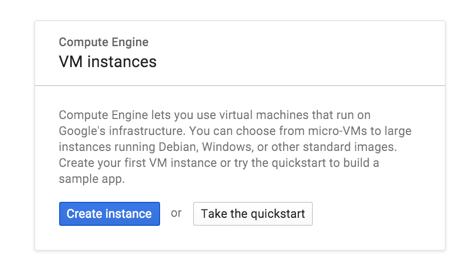 Compute Engine
VM instances
Compute Engine lets you use virtual machines that run on
Google's infrastructure. You can choose from micro-VMs to large
instances running Debian, Windows, or other standard images.
Create your first VM instance or try the quickstart to build a
sample app.
Create instance or Take the quickstart